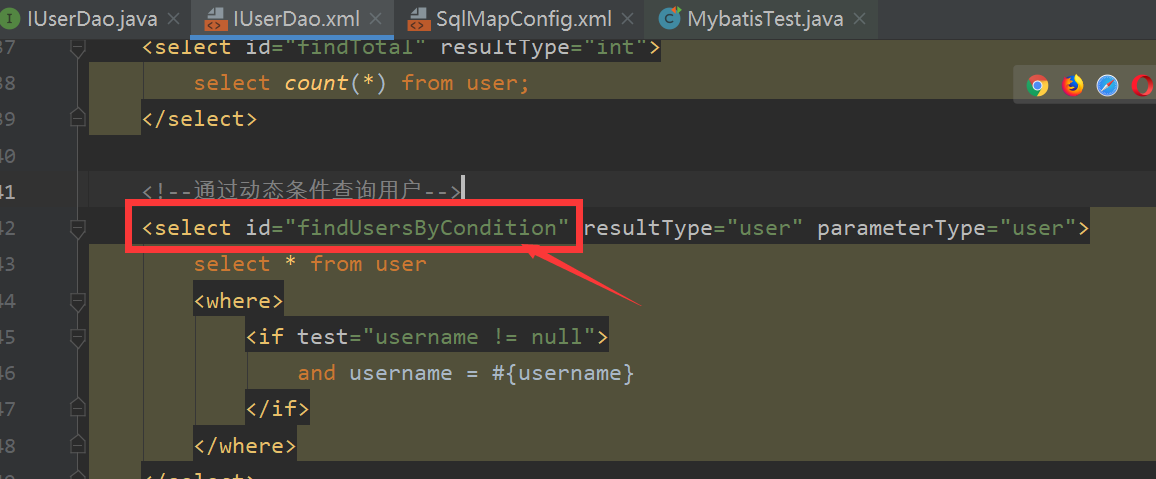 IUserDao.java IUserDao.xml SqlMapConfig.xml MybatisTest.java
37 <select id="findTotal" resultType="int">
38 select count(*) from user;
39 </select>
40
41 <!--通过动态条件查询用户-->
42 <select id="findUsersByCondition" resultType="user" parameterType="user">
43 select * from user
44 <where>
45 <if test="username != null">
46 and username = #{username}
47 </if>
48 </where>
</select>